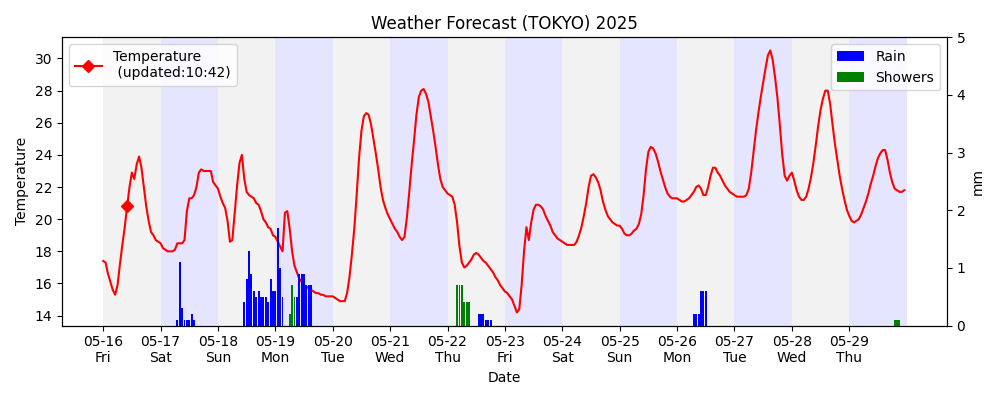 Weather Forecast (TOKYO) 2025
Temperature
(updated:10:42)
Rain
Showers
Temperature
30
28
26
24
22
20
18
16
14
5
4
3
2
1
0
mm
05-16 05-17 05-18 05-19 05-20 05-21 05-22 05-23 05-24 05-25 05-26 05-27 05-28 05-29
Fri Sat Sun Mon Tue Wed Thu Fri Sat Sun Mon Tue Wed Thu
Date